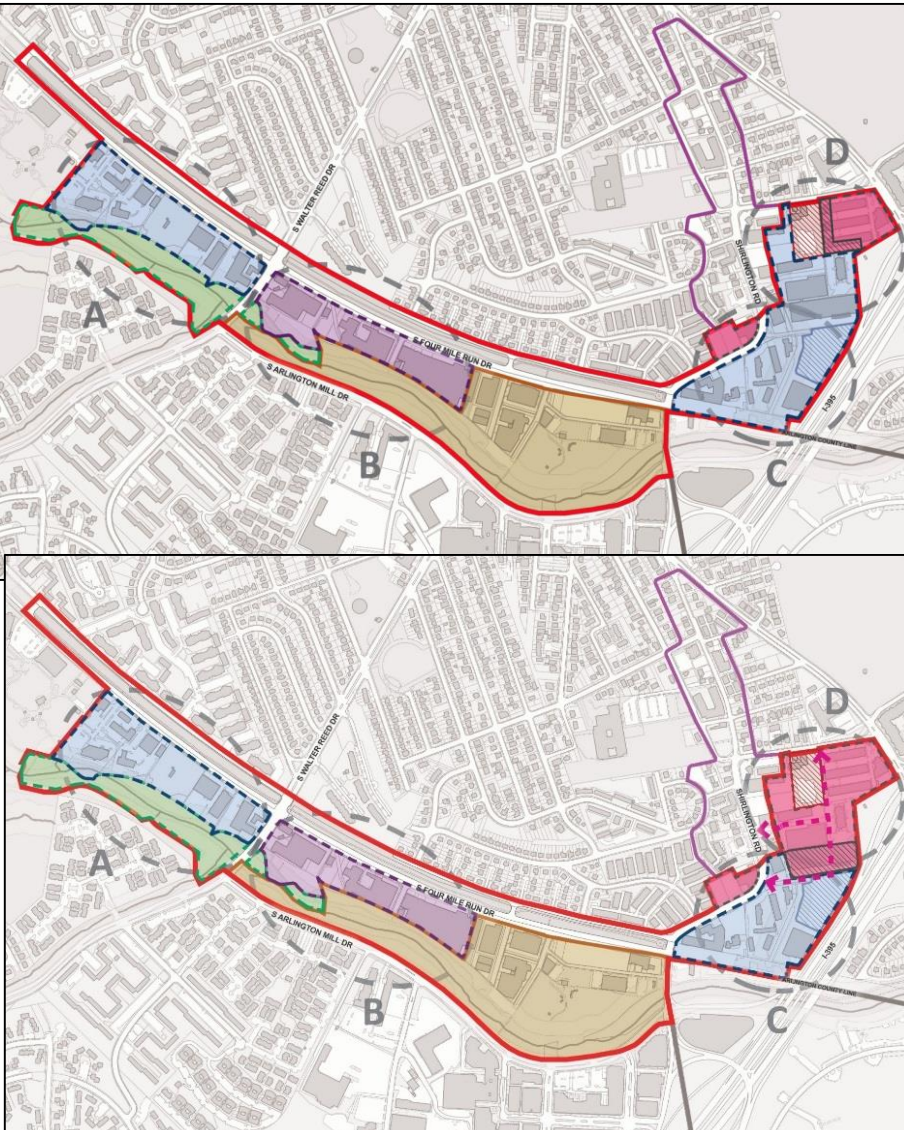 D
S WALTER REED DR
SHIRLINGTON RD
A
S FOUR MILE RUN DR
S ARLINGTON MILL DR
I-395
ARLINGTON COUNTY LINE
B
C
D
S WALTER REED DR
SHIRLINGTON RD
A
S FOUR MILE RUN DR
S ARLINGTON MILL DR
I-395
ARLINGTON COUNTY LINE
B
C